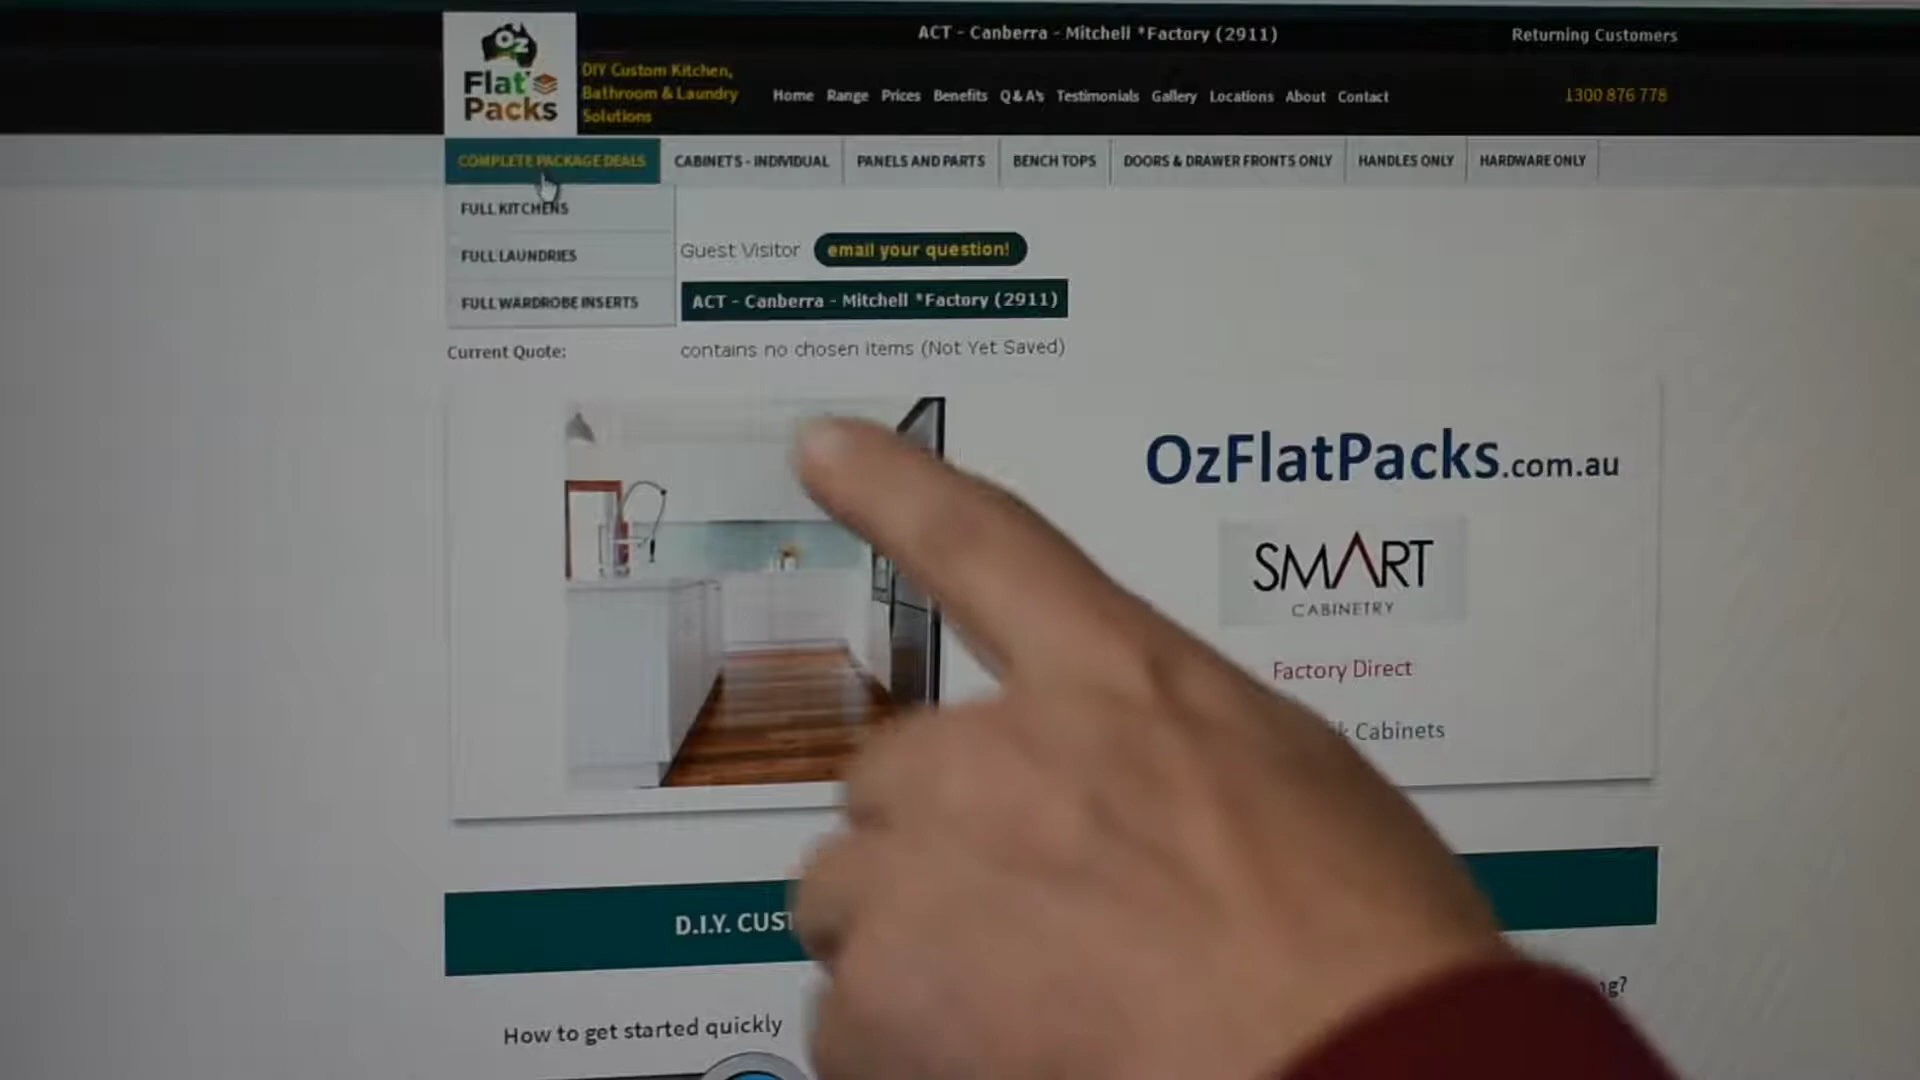 ACT - Canberra - Mitchell *Factory (2911)
Returning Customers
Oz
Flat
Packs
DIY Custom Kitchen,
Bathroom & Laundry
Solutions
Home Range Prices Benefits Q&A's Testimonials Gallery Locations About Contact
1300 876 778
COMPLETE PACKAGE DEALS
CABINETS - INDIVIDUAL
PANELS AND PARTS
BENCH TOPS
DOORS & DRAWER FRONTS ONLY
HANDLES ONLY
HARDWARE ONLY
FULL KITCHENS
FULL LAUNDRIES
FULL WARDROBE INSERTS
Guest Visitor
email your question!
ACT - Canberra - Mitchell *Factory (2911)
Current Quote:
contains no chosen items (Not Yet Saved)
OzFlatPacks.com.au
SMART
CABINETRY
Factory Direct
Cabinets
D.I.Y.
How to get started quickly